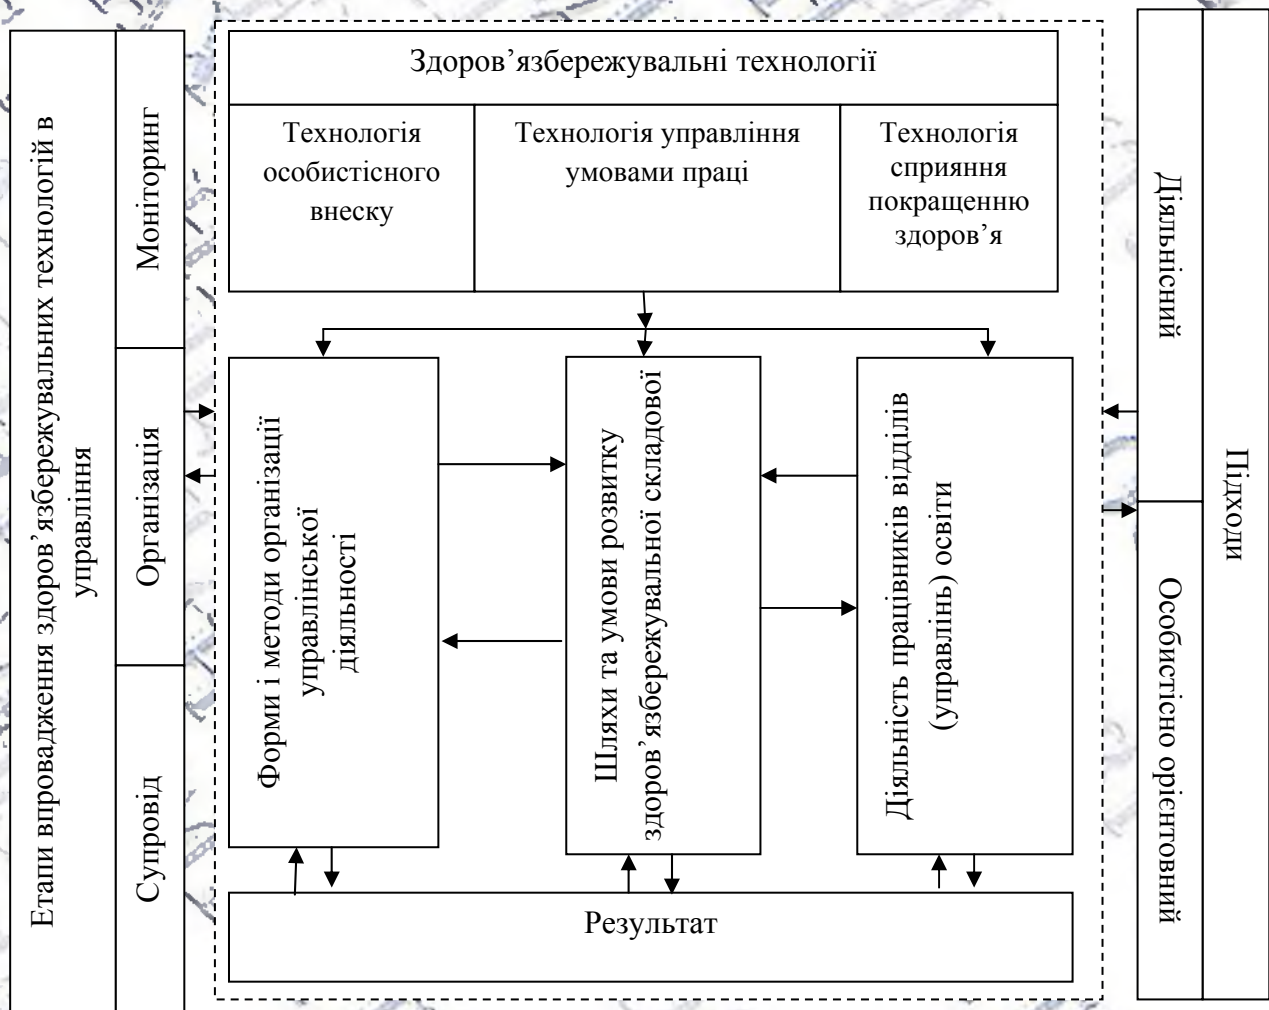 Етапи впровадження здоров’язбережувальних технологій в
управління
Моніторинг
Організація
Супровід
Здоров’язбережувальні технології
Технологія
особистісного
внеску
Технологія управління
умовами праці
Технологія
сприяння
покращенню
здоров’я
Форми і методи організації
управлінської
діяльності
Шляхи та умови розвитку
здоров’язбережувальної складової
Діяльність працівників відділів
(управлінь) освіти
Результат
Діяльнісний
Особистісно орієнтовний
Підходи